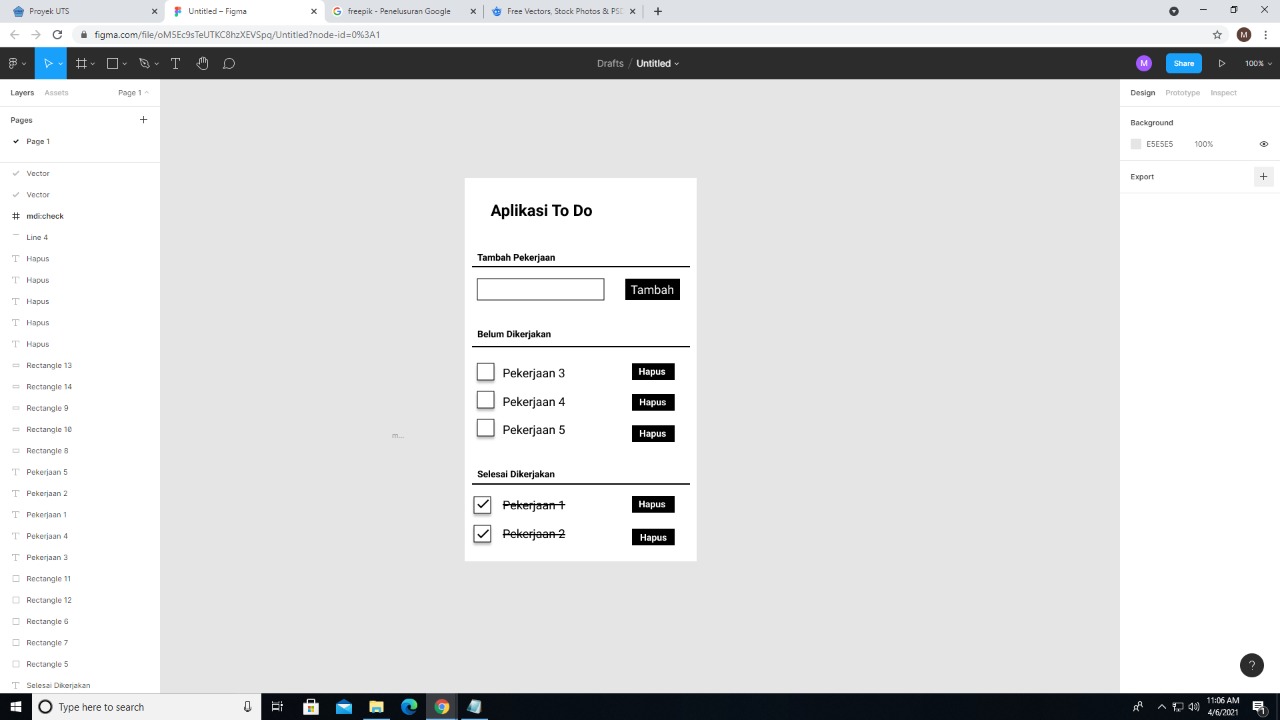 Proyek UTS
Untitled – Figma
freepik - Penelusuran Google
Free Vectors, Stock Photos & PSD
figma.com/file/oM5Ec9sTeUTKC8hzXEVSpq/Untitled?node-id=0%3A1
M
Drafts / Untitled
M
Share
100%
Layers
Assets
Page 1
Design
Prototype
Inspect
Pages
Page 1
Background
E5E5E5
100%
Export
Vector
Vector
mdi:check
Line 4
Hapus
Hapus
Hapus
Hapus
Hapus
Rectangle 13
Rectangle 14
Rectangle 9
Rectangle 10
Rectangle 8
Pekerjaan 5
Pekerjaan 2
Pekerjaan 1
Pekerjaan 4
Pekerjaan 3
Rectangle 11
Rectangle 12
Rectangle 6
Rectangle 7
Rectangle 5
Selesai Dikerjakan
m...
Aplikasi To Do
Tambah Pekerjaan
Tambah
Belum Dikerjakan
Pekerjaan 3 Hapus
Pekerjaan 4 Hapus
Pekerjaan 5 Hapus
Selesai Dikerjakan
Pekerjaan 1 Hapus
Pekerjaan 2 Hapus
?
Type here to search
11:06 AM
4/6/2021
1